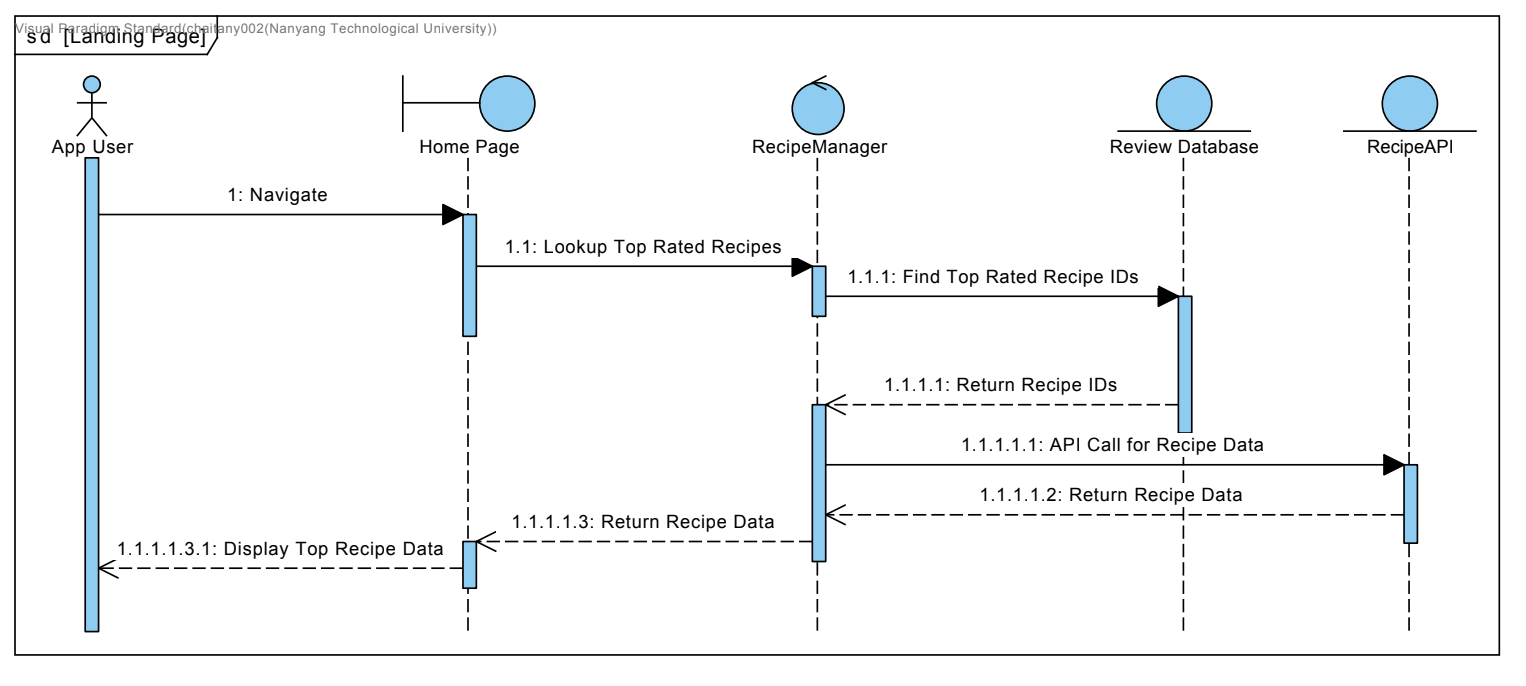 Visual Paradigm Standard(chaitany002(Nanyang Technological University))
sd [Landing Page]
App User
Home Page
RecipeManager
Review Database
RecipeAPI
1: Navigate
1.1: Lookup Top Rated Recipes
1.1.1: Find Top Rated Recipe IDs
1.1.1.1: Return Recipe IDs
1.1.1.1.1: API Call for Recipe Data
1.1.1.1.2: Return Recipe Data
1.1.1.1.3: Return Recipe Data
1.1.1.1.3.1: Display Top Recipe Data